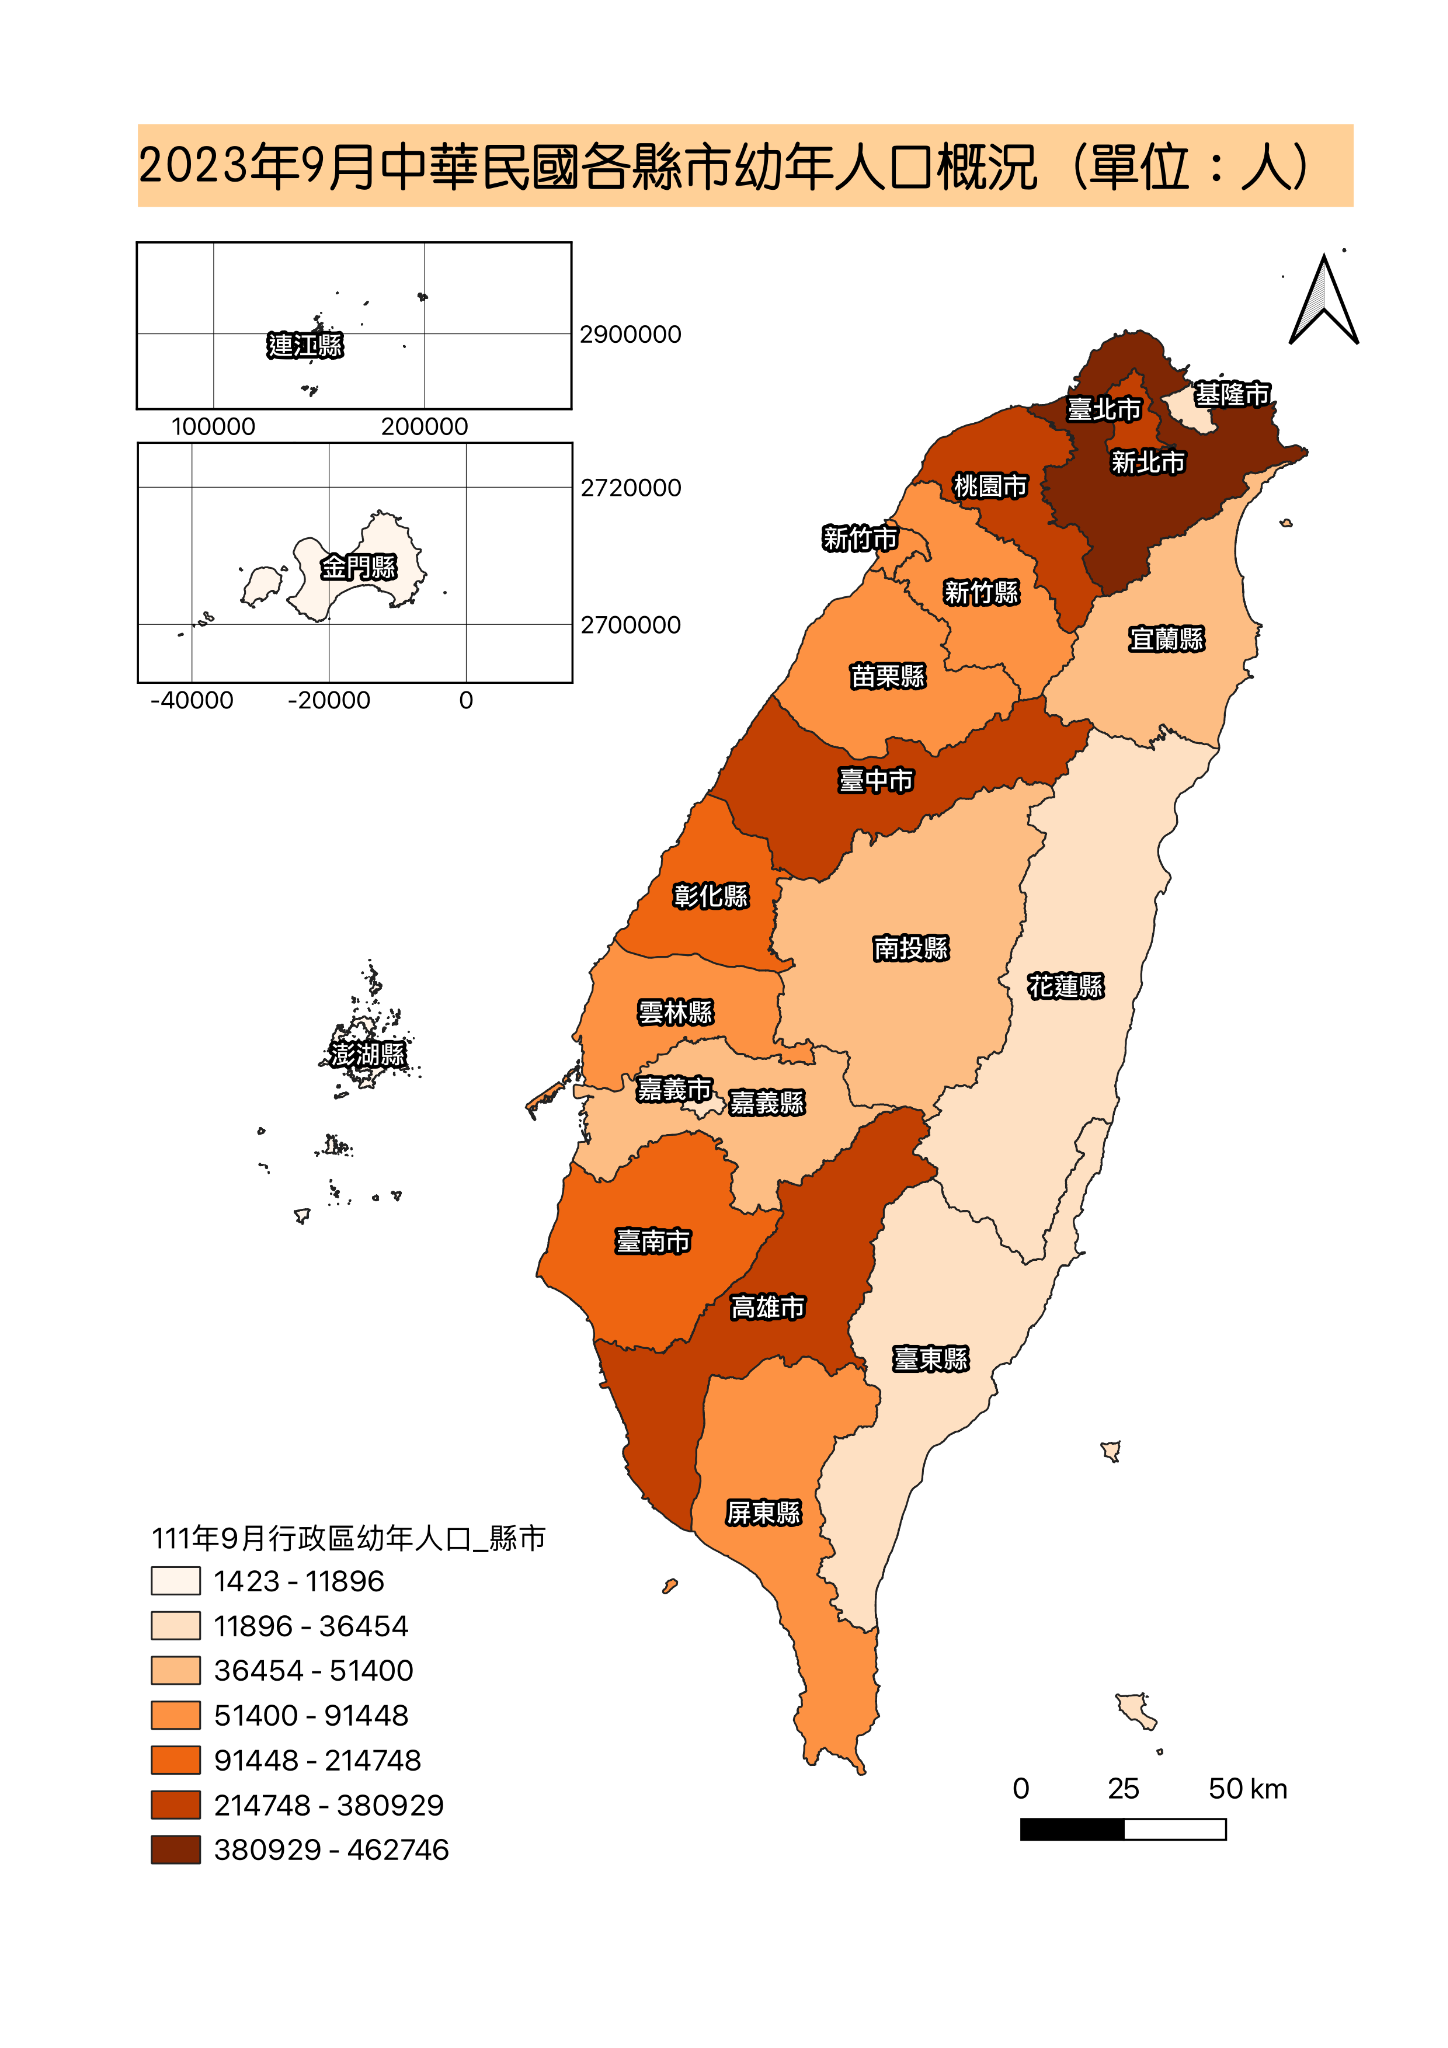 2023年9月中華民國各縣市幼年人口概況（單位：人）
連江縣
2900000
100000
200000
2720000
金門縣
2700000
-40000
-20000
0
基隆市
臺北市
新北市
桃園市
新竹市
新竹縣
宜蘭縣
苗栗縣
臺中市
彰化縣
南投縣
花蓮縣
雲林縣
澎湖縣
嘉義市
嘉義縣
臺南市
高雄市
臺東縣
屏東縣
111年9月行政區幼年人口_縣市
1423 - 11896
11896 - 36454
36454 - 51400
51400 - 91448
91448 - 214748
214748 - 380929
380929 - 462746
0 25 50 km